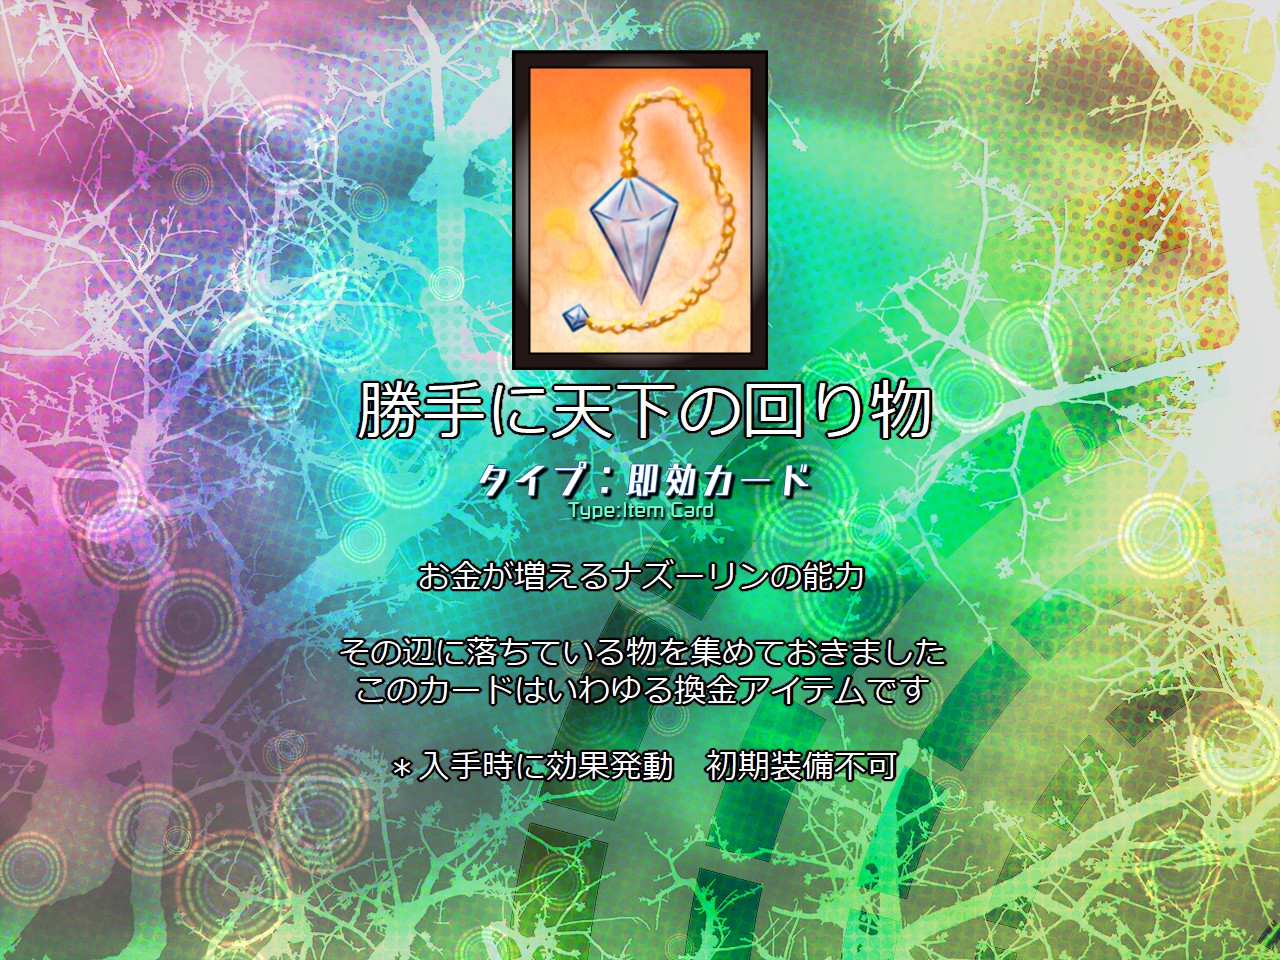 勝手に天下の回り物
タイプ：即効カード
Type:Item Card
お金が増えるナズーリンの能力
その辺に落ちている物を集めておきました
このカードはいわゆる換金アイテムです
＊入手時に効果発動　初期装備不可